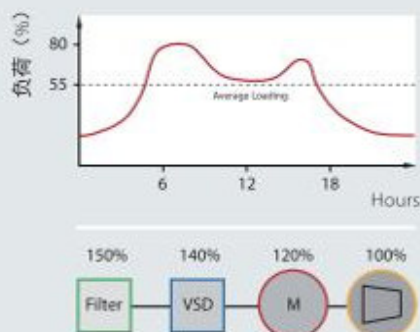 负荷（%）
80
55
Average Loading
6 12 18
Hours
150% 140% 120% 100%
Filter VSD M